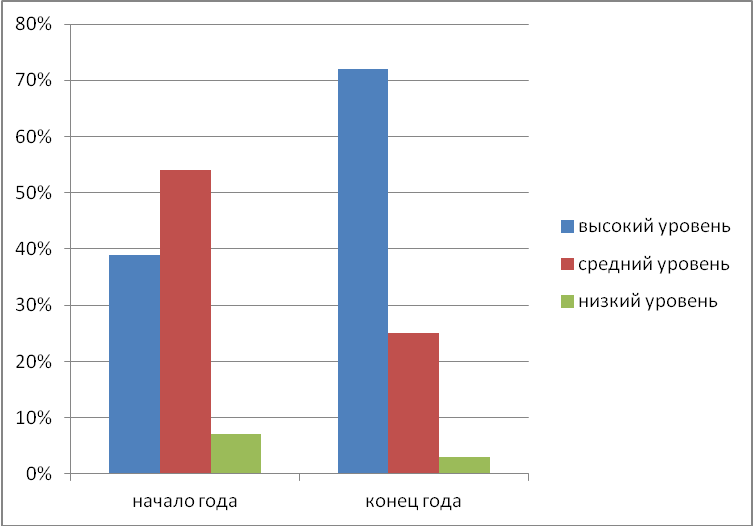 80%
70%
60%
50%
40%
30%
20%
10%
0%
начало года
конец года
высокий уровень
средний уровень
низкий уровень